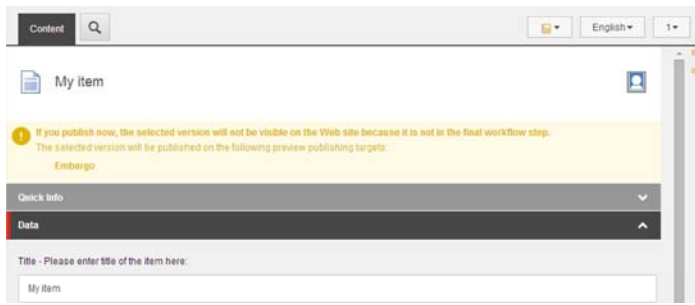 Content
English
1
My item
If you publish now, the selected version will not be visible on the Web site because it is not in the final workflow step.
The selected version will be published on the following preview publishing targets:
Embargo
Quick Info
Data
Title - Please enter title of the item here:
My item